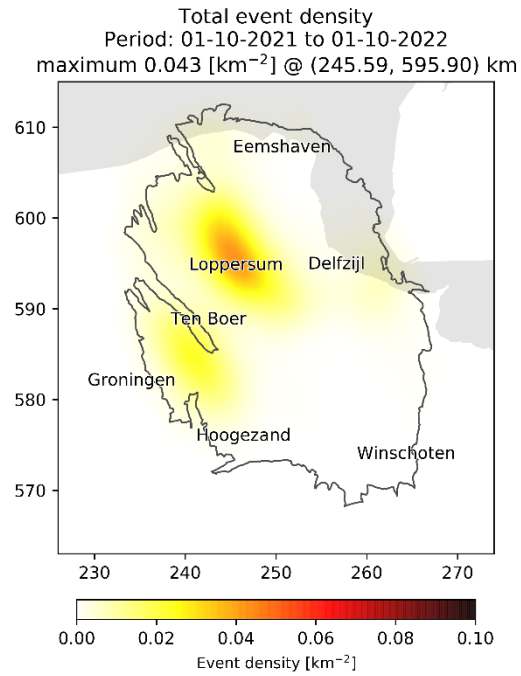 Total event density
Period: 01-10-2021 to 01-10-2022
maximum 0.043 [km⁻²] @ (245.59, 595.90) km
610
Eemshaven
600
Loppersum
Delfzijl
590
Ten Boer
Groningen
580
Hoogezand
Winschoten
570
230 240 250 260 270
0.00 0.02 0.04 0.06 0.08 0.10
Event density [km⁻²]